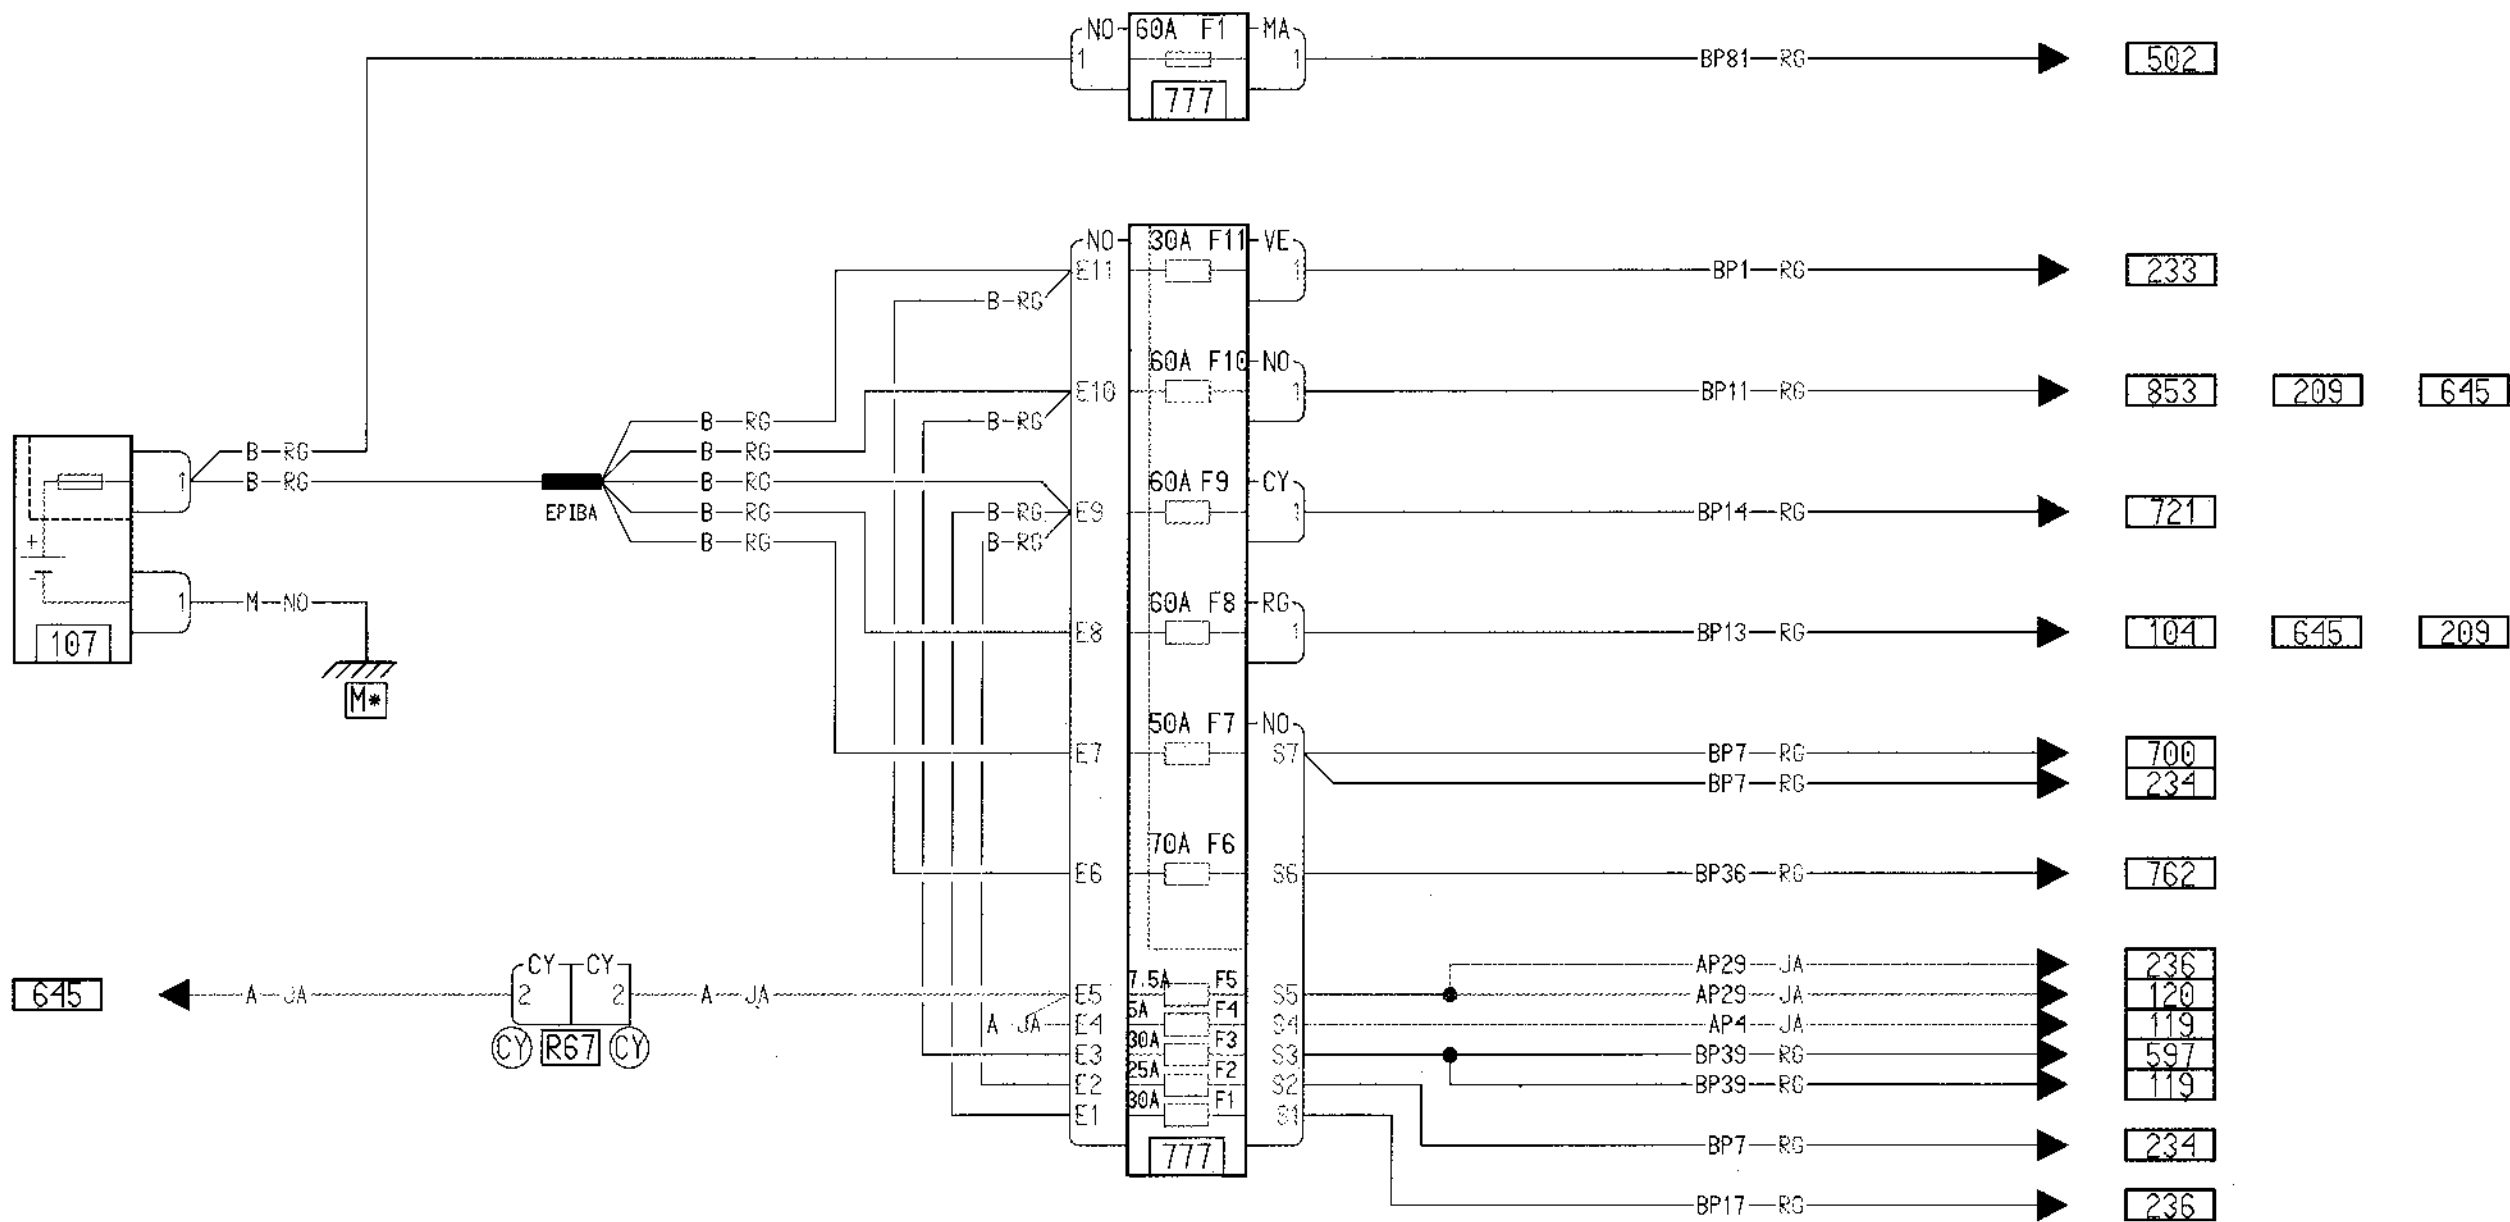 NO 60A F1 MA
1 1 BP81 RG 502
777
NO 30A F11 VE
E11 1 BP1 RG 233
B RG
60A F10 NO
E10 1 BP11 RG 853 209 645
B RG B RG
B RG B RG
1 B RG B RG 60A F9 CY
EPIBA B RG B RG E9 1 BP14 RG 721
+ B RG B RG
-
1 M NO 60A F8 RG
107 E8 1 BP13 RG 104 645 209
M*
50A F7 NO
E7 S7 BP7 RG 700
BP7 RG 234
70A F6
E6 S6 BP36 RG 762
CY CY AP29 JA 236
7.5A F5
645 A JA 2 2 A JA E5 S5 AP29 JA 120
5A F4
A JA E4 S4 AP4 JA 119
CY R67 CY
30A F3
E3 S3 BP39 RG 597
25A F2
E2 S2 BP39 RG 119
30A F1
E1 S1
777 BP7 RG 234
BP17 RG 236